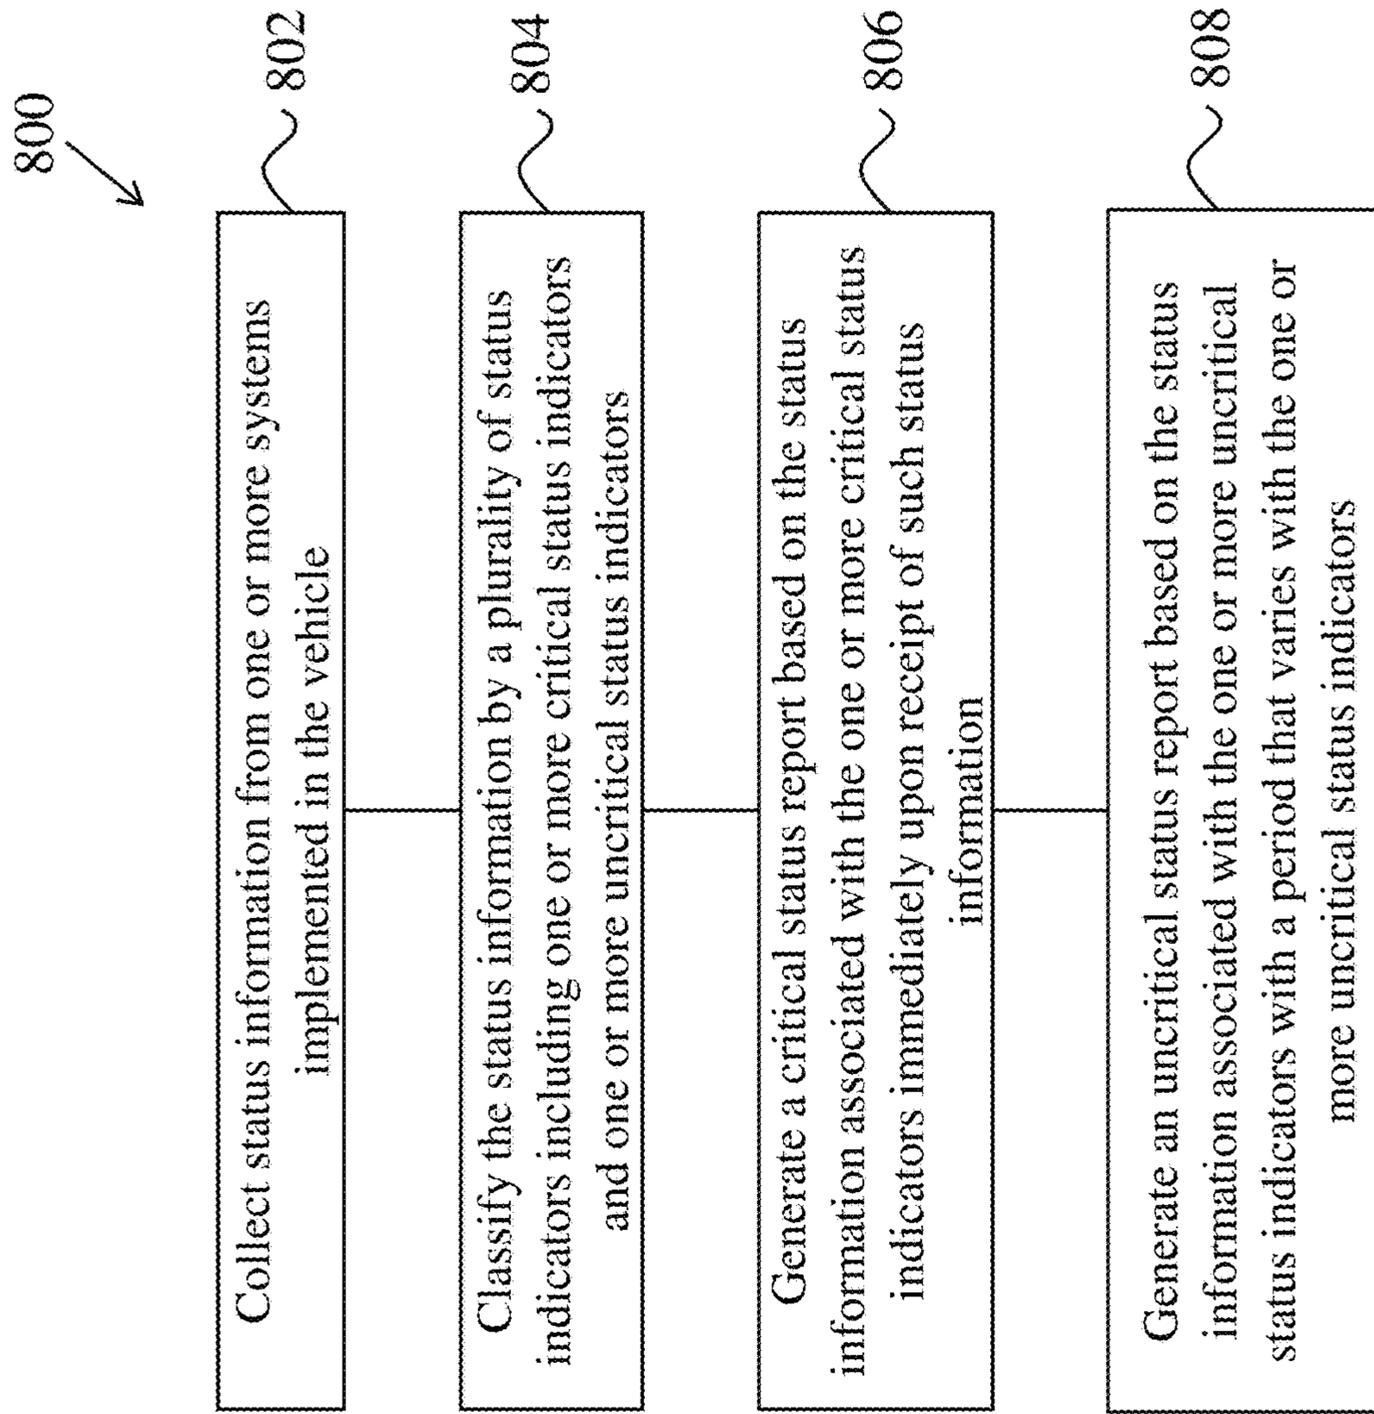 800
Collect status information from one or more systems
implemented in the vehicle
802
Classify the status information by a plurality of status
indicators including one or more critical status indicators
and one or more uncritical status indicators
804
Generate a critical status report based on the status
information associated with the one or more critical status
indicators immediately upon receipt of such status
information
806
Generate an uncritical status report based on the status
information associated with the one or more uncritical
status indicators with a period that varies with the one or
more uncritical status indicators
808